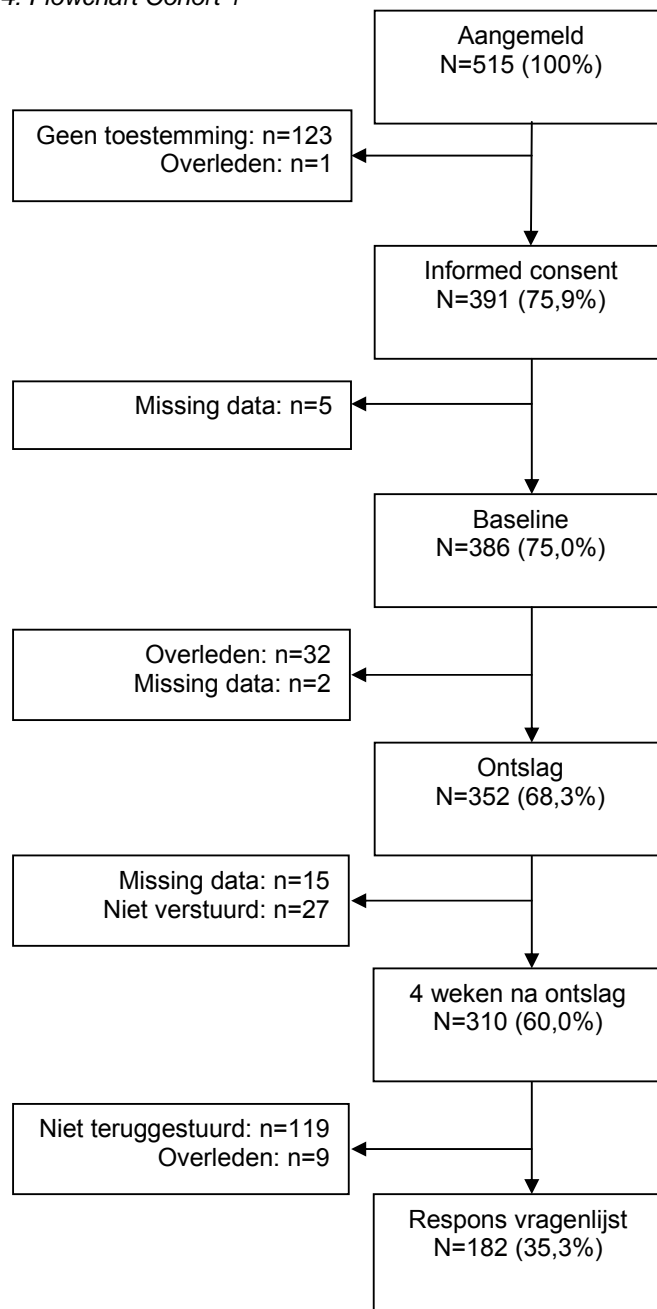 4. Flowchart Cohort 1
Aangemeld
N=515 (100%)
Geen toestemming: n=123
Overleden: n=1
Informed consent
N=391 (75,9%)
Missing data: n=5
Baseline
N=386 (75,0%)
Overleden: n=32
Missing data: n=2
Ontslag
N=352 (68,3%)
Missing data: n=15
Niet verstuurd: n=27
4 weken na ontslag
N=310 (60,0%)
Niet teruggestuurd: n=119
Overleden: n=9
Respons vragenlijst
N=182 (35,3%)